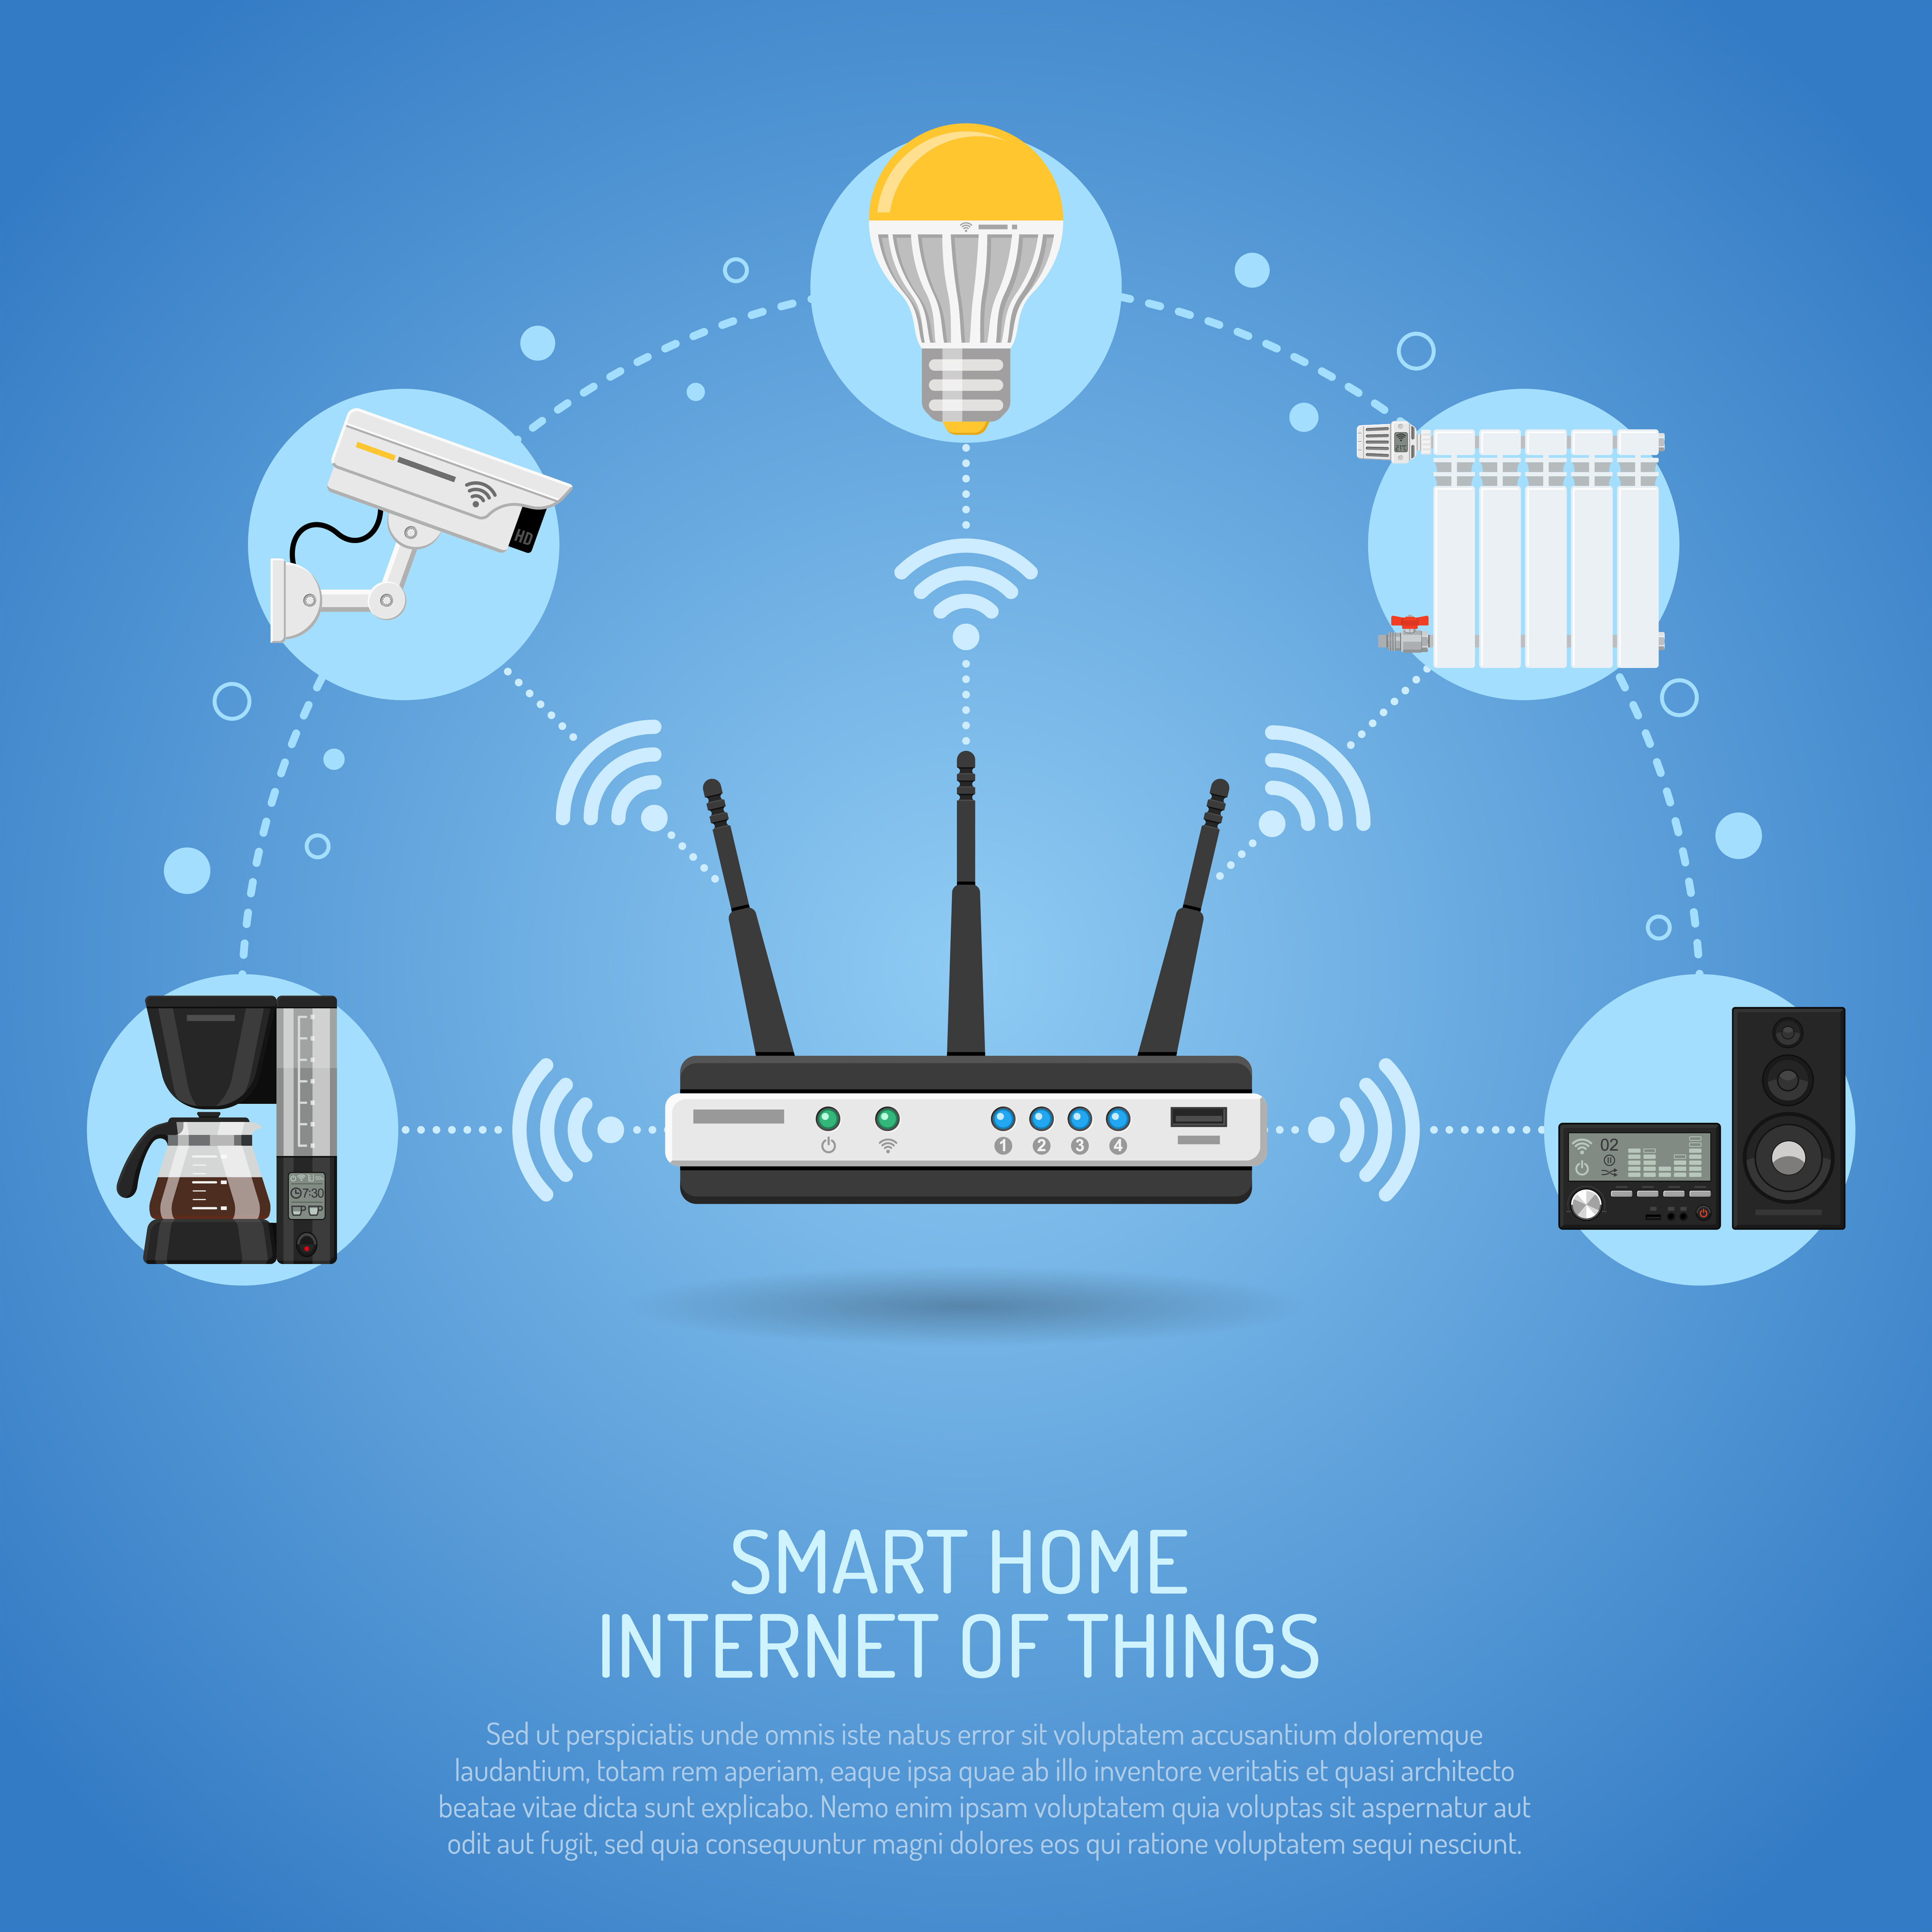 HD
02
7:30
1 2 3 4
SMART HOME
INTERNET OF THINGS
Sed ut perspiciatis unde omnis iste natus error sit voluptatem accusantium doloremque
laudantium, totam rem aperiam, eaque ipsa quae ab illo inventore veritatis et quasi architecto
beatae vitae dicta sunt explicabo. Nemo enim ipsam voluptatem quia voluptas sit aspernatur aut
odit aut fugit, sed quia consequuntur magni dolores eos qui ratione voluptatem sequi nesciunt.